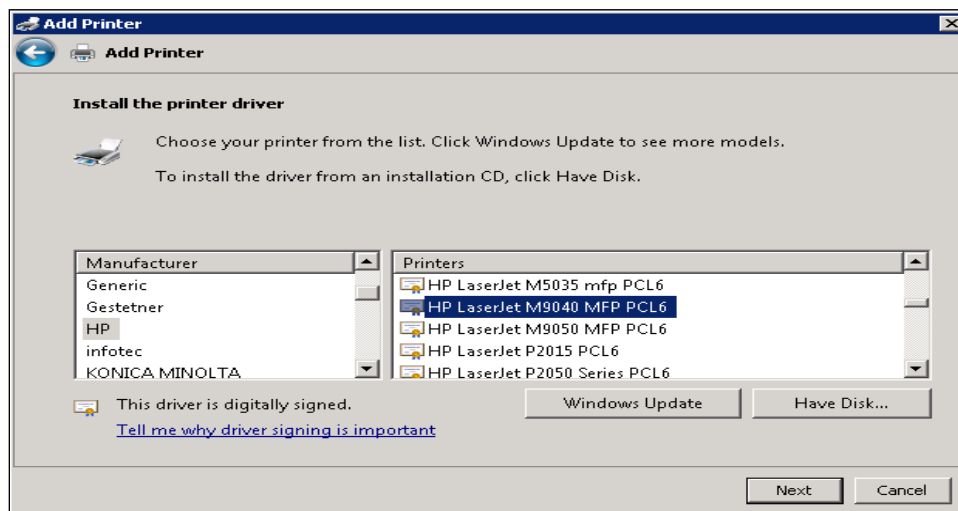 Add Printer
Add Printer
Install the printer driver
Choose your printer from the list. Click Windows Update to see more models.
To install the driver from an installation CD, click Have Disk.
Manufacturer
Generic
Gestetner
HP
infotec
KONICA MINOLTA
Printers
HP LaserJet M5035 mfp PCL6
HP LaserJet M9040 MFP PCL6
HP LaserJet M9050 MFP PCL6
HP LaserJet P2015 PCL6
HP LaserJet P2050 Series PCL6
This driver is digitally signed.
Tell me why driver signing is important
Windows Update
Have Disk...
Next
Cancel